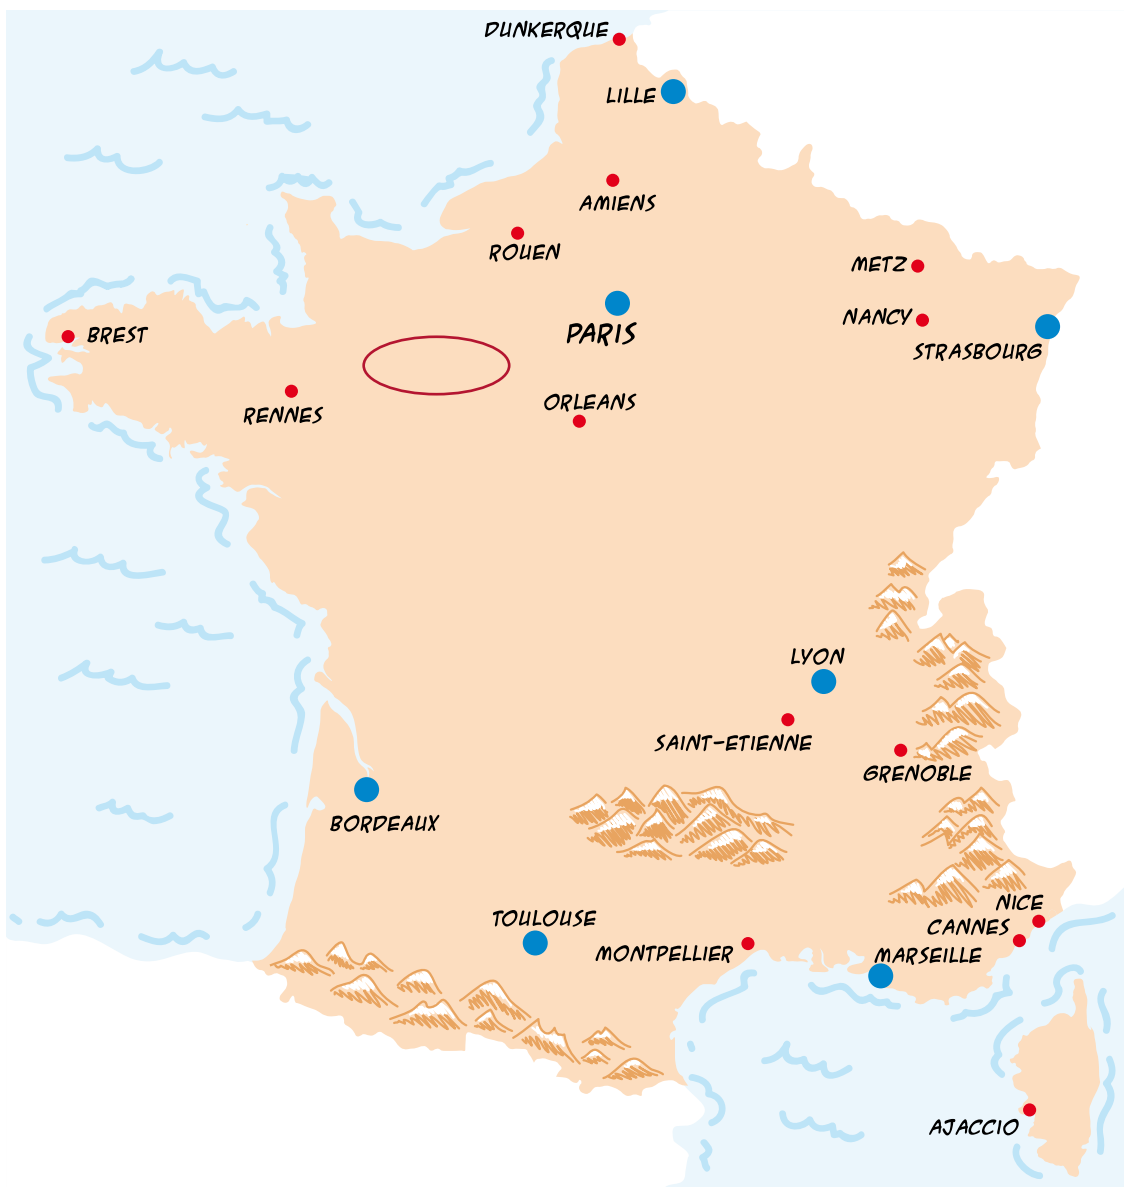 DUNKERQUE
LILLE
AMIENS
ROUEN
METZ
NANCY
STRASBOURG
PARIS
BREST
RENNES
ORLEANS
LYON
SAINT-ETIENNE
GRENOBLE
BORDEAUX
NICE
CANNES
TOULOUSE
MONTPELLIER
MARSEILLE
AJACCIO